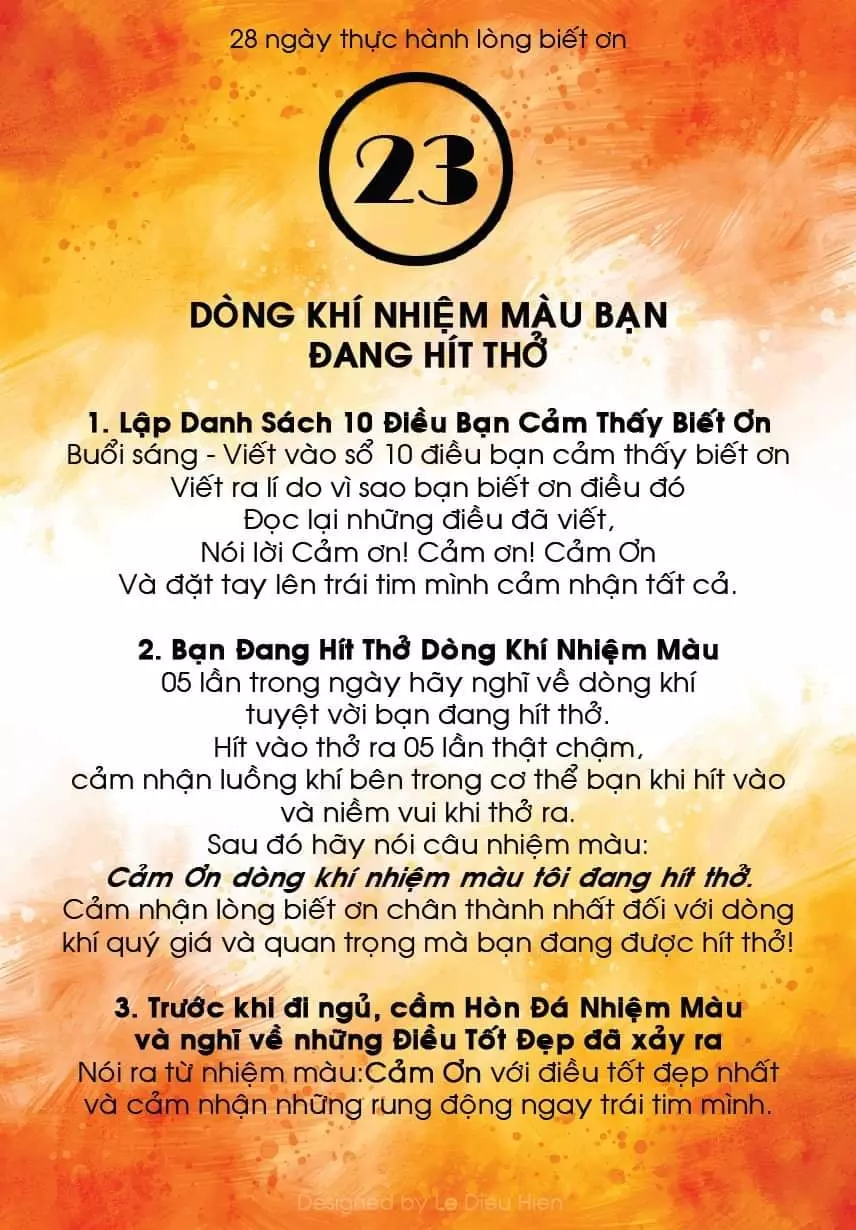 28 ngày thực hành lòng biết ơn
23
DÒNG KHÍ NHIỆM MÀU BẠN
ĐANG HÍT THỞ
1. Lập Danh Sách 10 Điều Bạn Cảm Thấy Biết Ơn
Buổi sáng - Viết vào sổ 10 điều bạn cảm thấy biết ơn
Viết ra lí do vì sao bạn biết ơn điều đó
Đọc lại những điều đã viết,
Nói lời Cảm ơn! Cảm ơn! Cảm Ơn
Và đặt tay lên trái tim mình cảm nhận tất cả.
2. Bạn Đang Hít Thở Dòng Khí Nhiệm Màu
05 lần trong ngày hãy nghĩ về dòng khí
tuyệt vời bạn đang hít thở.
Hít vào thở ra 05 lần thật chậm,
cảm nhận luồng khí bên trong cơ thể bạn khi hít vào
và niềm vui khi thở ra.
Sau đó hãy nói câu nhiệm màu:
Cảm Ơn dòng khí nhiệm màu tôi đang hít thở.
Cảm nhận lòng biết ơn chân thành nhất đối với dòng
khí quý giá và quan trọng mà bạn đang được hít thở!
3. Trước khi đi ngủ, cầm Hòn Đá Nhiệm Màu
và nghĩ về những Điều Tốt Đẹp đã xảy ra
Nói ra từ nhiệm màu:Cảm Ơn với điều tốt đẹp nhất
và cảm nhận những rung động ngay trái tim mình.
Designed by Le Dieu Hien